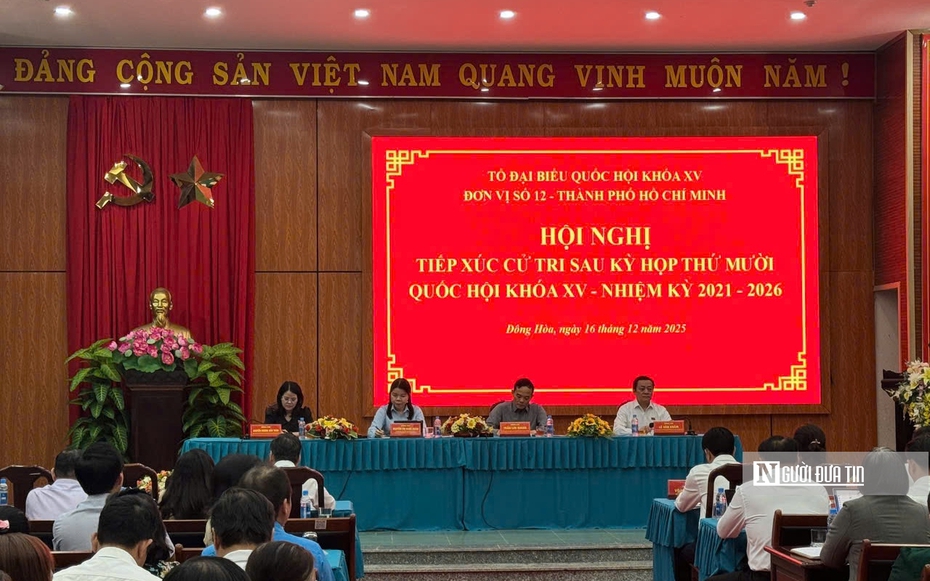 ĐẢNG CỘNG SẢN VIỆT NAM QUANG VINH MUÔN NĂM !
TỔ ĐẠI BIỂU QUỐC HỘI KHÓA XV
ĐƠN VỊ SỐ 12 - THÀNH PHỐ HỒ CHÍ MINH
HỘI NGHỊ
TIẾP XÚC CỬ TRI SAU KỲ HỌP THỨ MƯỜI
QUỐC HỘI KHÓA XV - NHIỆM KỲ 2021 - 2026
Đông Hòa, ngày 16 tháng 12 năm 2025
N NGƯỜI ĐƯA TIN